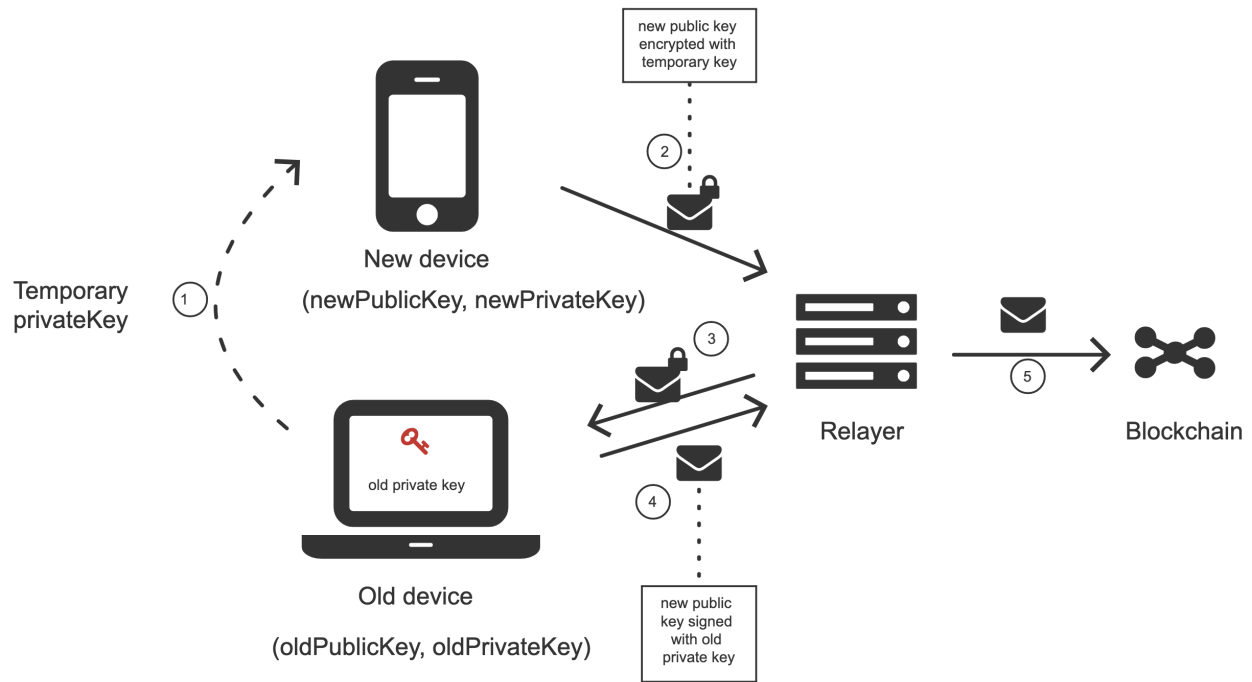 new public key
encrypted with
temporary key
2
New device
(newPublicKey, newPrivateKey)
Temporary
privateKey
1
3
5
Relayer
Blockchain
old private key
4
Old device
(oldPublicKey, oldPrivateKey)
new public
key signed
with old
private key